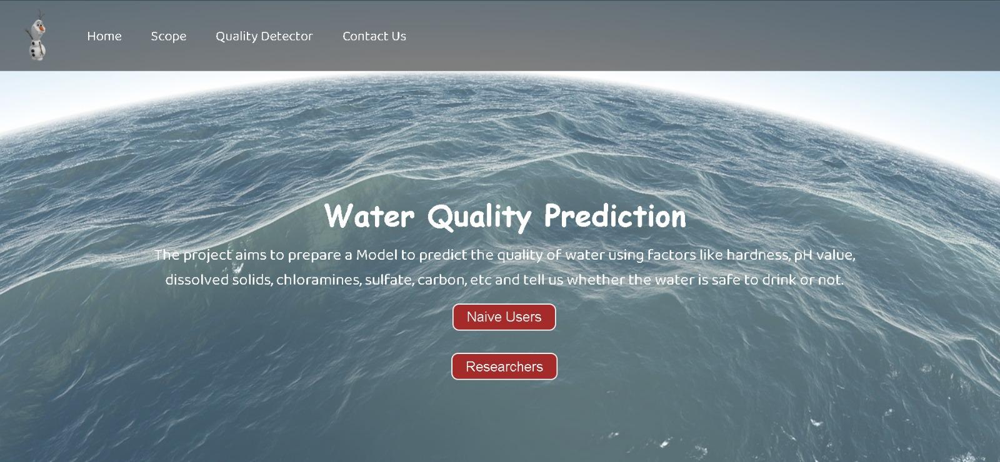 Home Scope Quality Detector Contact Us
Water Quality Prediction
The project aims to prepare a Model to predict the quality of water using factors like hardness, pH value,
dissolved solids, chloramines, sulfate, carbon, etc and tell us whether the water is safe to drink or not.
Naive Users
Researchers